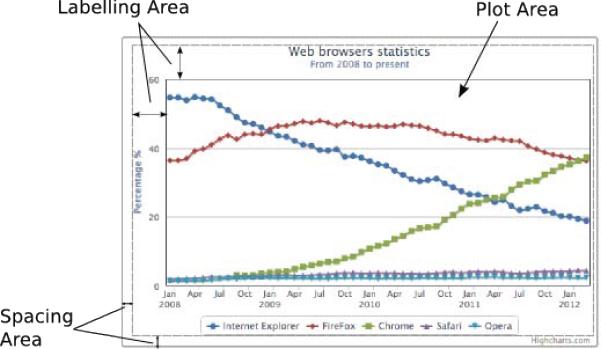 Labelling Area
Plot Area
Web browsers statistics
From 2008 to present
60
40
20
0
Percentage %
Jan Apr Jul Oct Jan Apr Jul Oct Jan Apr Jul Oct Jan Apr Jul Oct Jan
2008 2009 2010 2011 2012
Spacing
Area
Internet Explorer FireFox Chrome Safari Opera
Highcharts.com